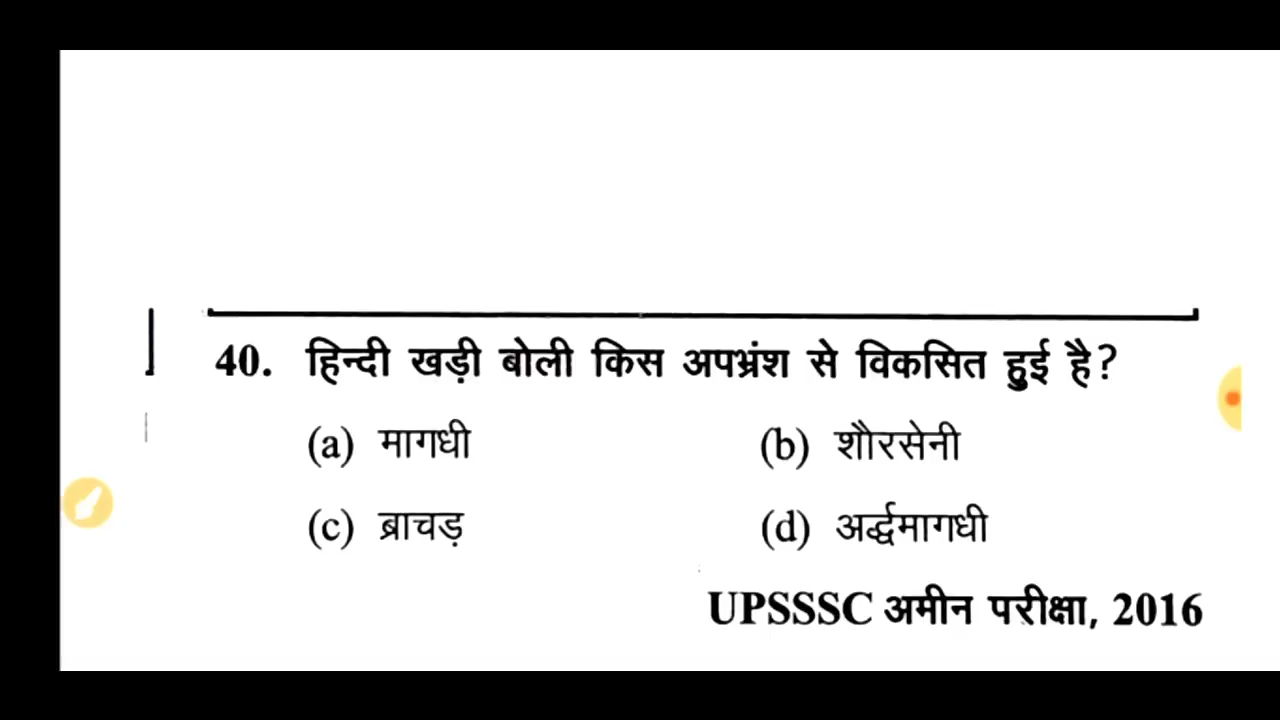 40. हिन्दी खड़ी बोली किस अपभ्रंश से विकसित हुई है?
(a) मागधी (b) शौरसेनी
(c) ब्राचड़ (d) अर्द्धमागधी
UPSSSC अमीन परीक्षा, 2016